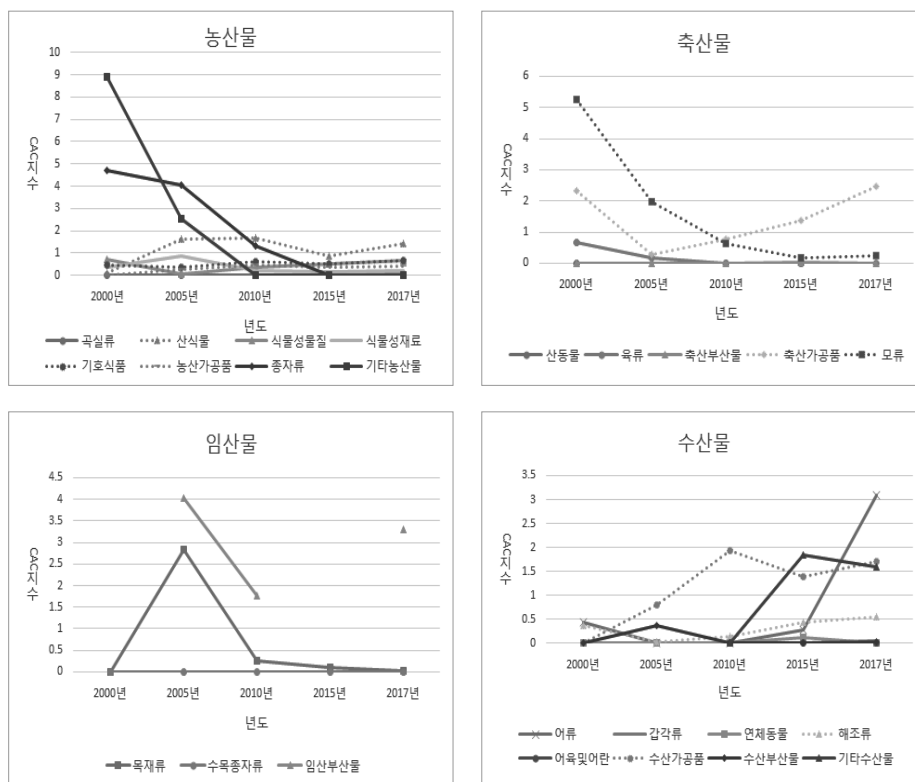 농산물
10
9
8
7
6
5
4
3
2
1
0
CAC지수
2000년 2005년 2010년 2015년 2017년
년도
곡실류 산식물 식물성물질 식물성재료
기호식품 농산가공품 종자류 기타농산물
축산물
6
5
4
3
2
1
0
CAC지수
2000년 2005년 2010년 2015년 2017년
년도
산동물 육류 축산부산물 축산가공품 모류
임산물
4.5
4
3.5
3
2.5
2
1.5
1
0.5
0
CAC지수
2000년 2005년 2010년 2015년 2017년
년도
목재류 수목종자류 임산부산물
수산물
3.5
3
2.5
2
1.5
1
0.5
0
CAC지수
2000년 2005년 2010년 2015년 2017년
년도
어류 갑각류 연체동물 해조류
어육및어란 수산가공품 수산부산물 기타수산물